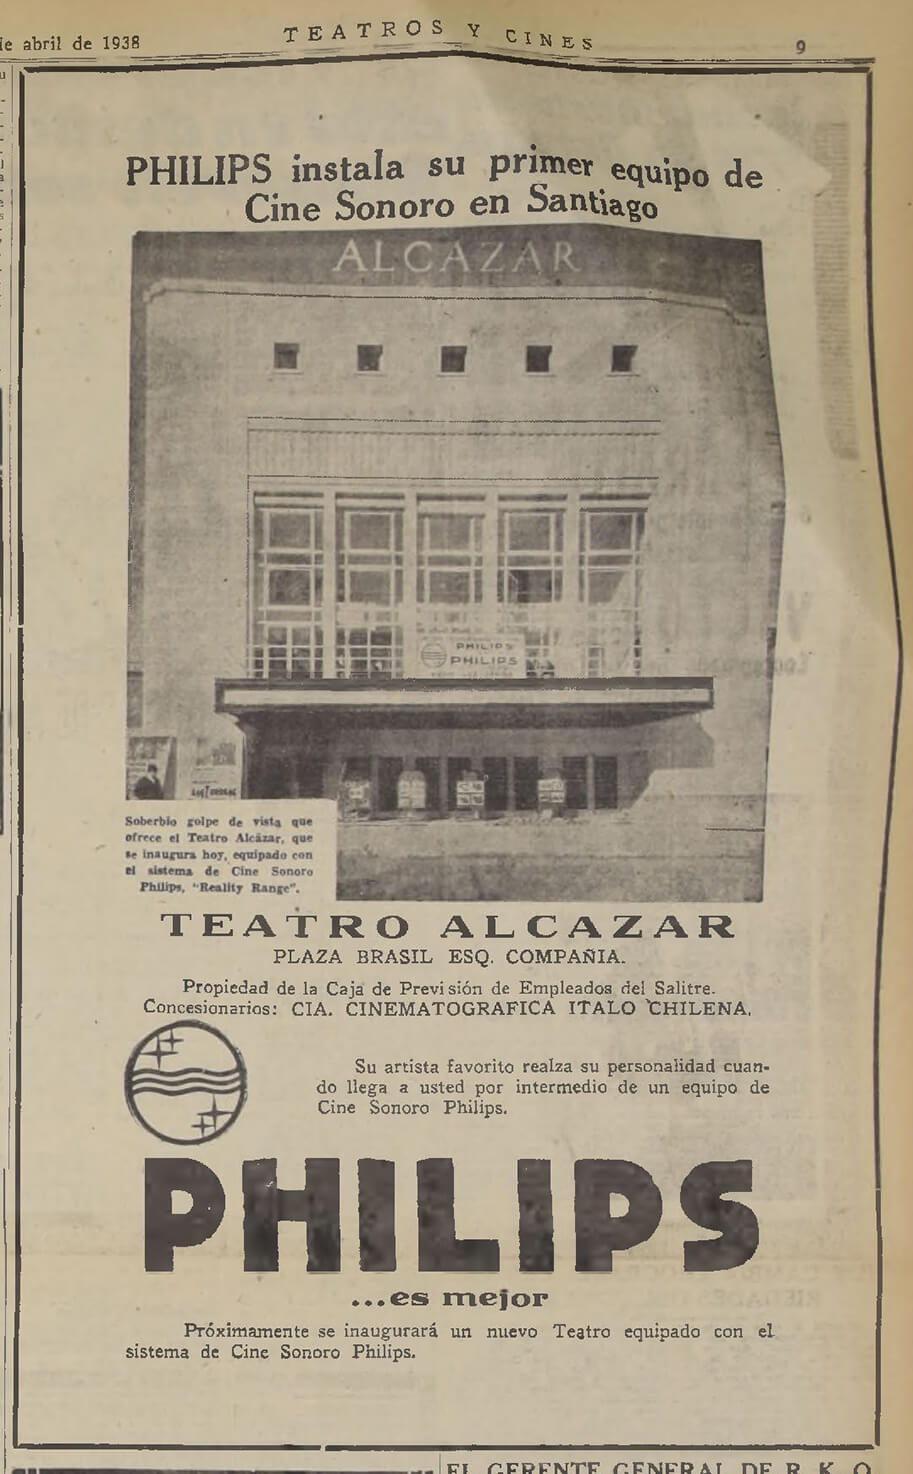 de abril de 1938
TEATROS Y CINES
9
PHILIPS instala su primer equipo de
Cine Sonoro en Santiago
ALCAZAR
PHILIPS
PHILIPS
Soberbio golpe de vista que
ofrece el Teatro Alcázar, que
se inaugura hoy, equipado con
el sistema de Cine Sonoro
Philips, "Reality Range".
TEATRO ALCAZAR
PLAZA BRASIL ESQ. COMPAÑIA.
Propiedad de la Caja de Previsión de Empleados del Salitre.
Concesionarios: CIA. CINEMATOGRAFICA ITALO CHILENA.
Su artista favorito realza su personalidad cuan-
do llega a usted por intermedio de un equipo de
Cine Sonoro Philips.
PHILIPS
...es mejor
Próximamente se inaugurará un nuevo Teatro equipado con el
sistema de Cine Sonoro Philips.
EL GERENTE GENERAL DE R. K. O.